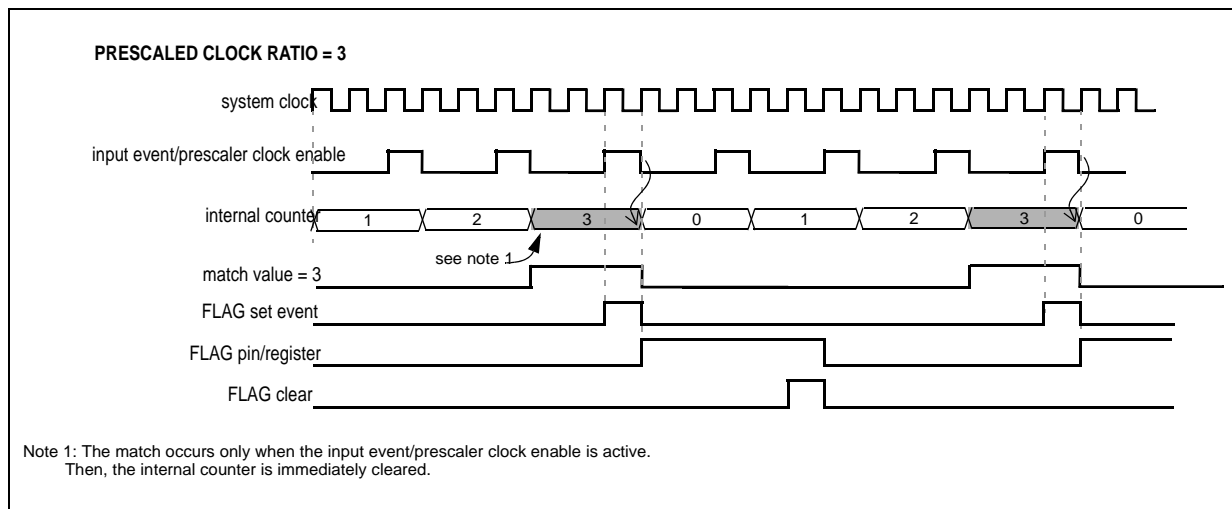 PRESCALED CLOCK RATIO = 3
system clock
input event/prescaler clock enable
internal counter
1 2 3 0 1 2 3 0
see note 1
match value = 3
FLAG set event
FLAG pin/register
FLAG clear
Note 1: The match occurs only when the input event/prescaler clock enable is active.
Then, the internal counter is immediately cleared.